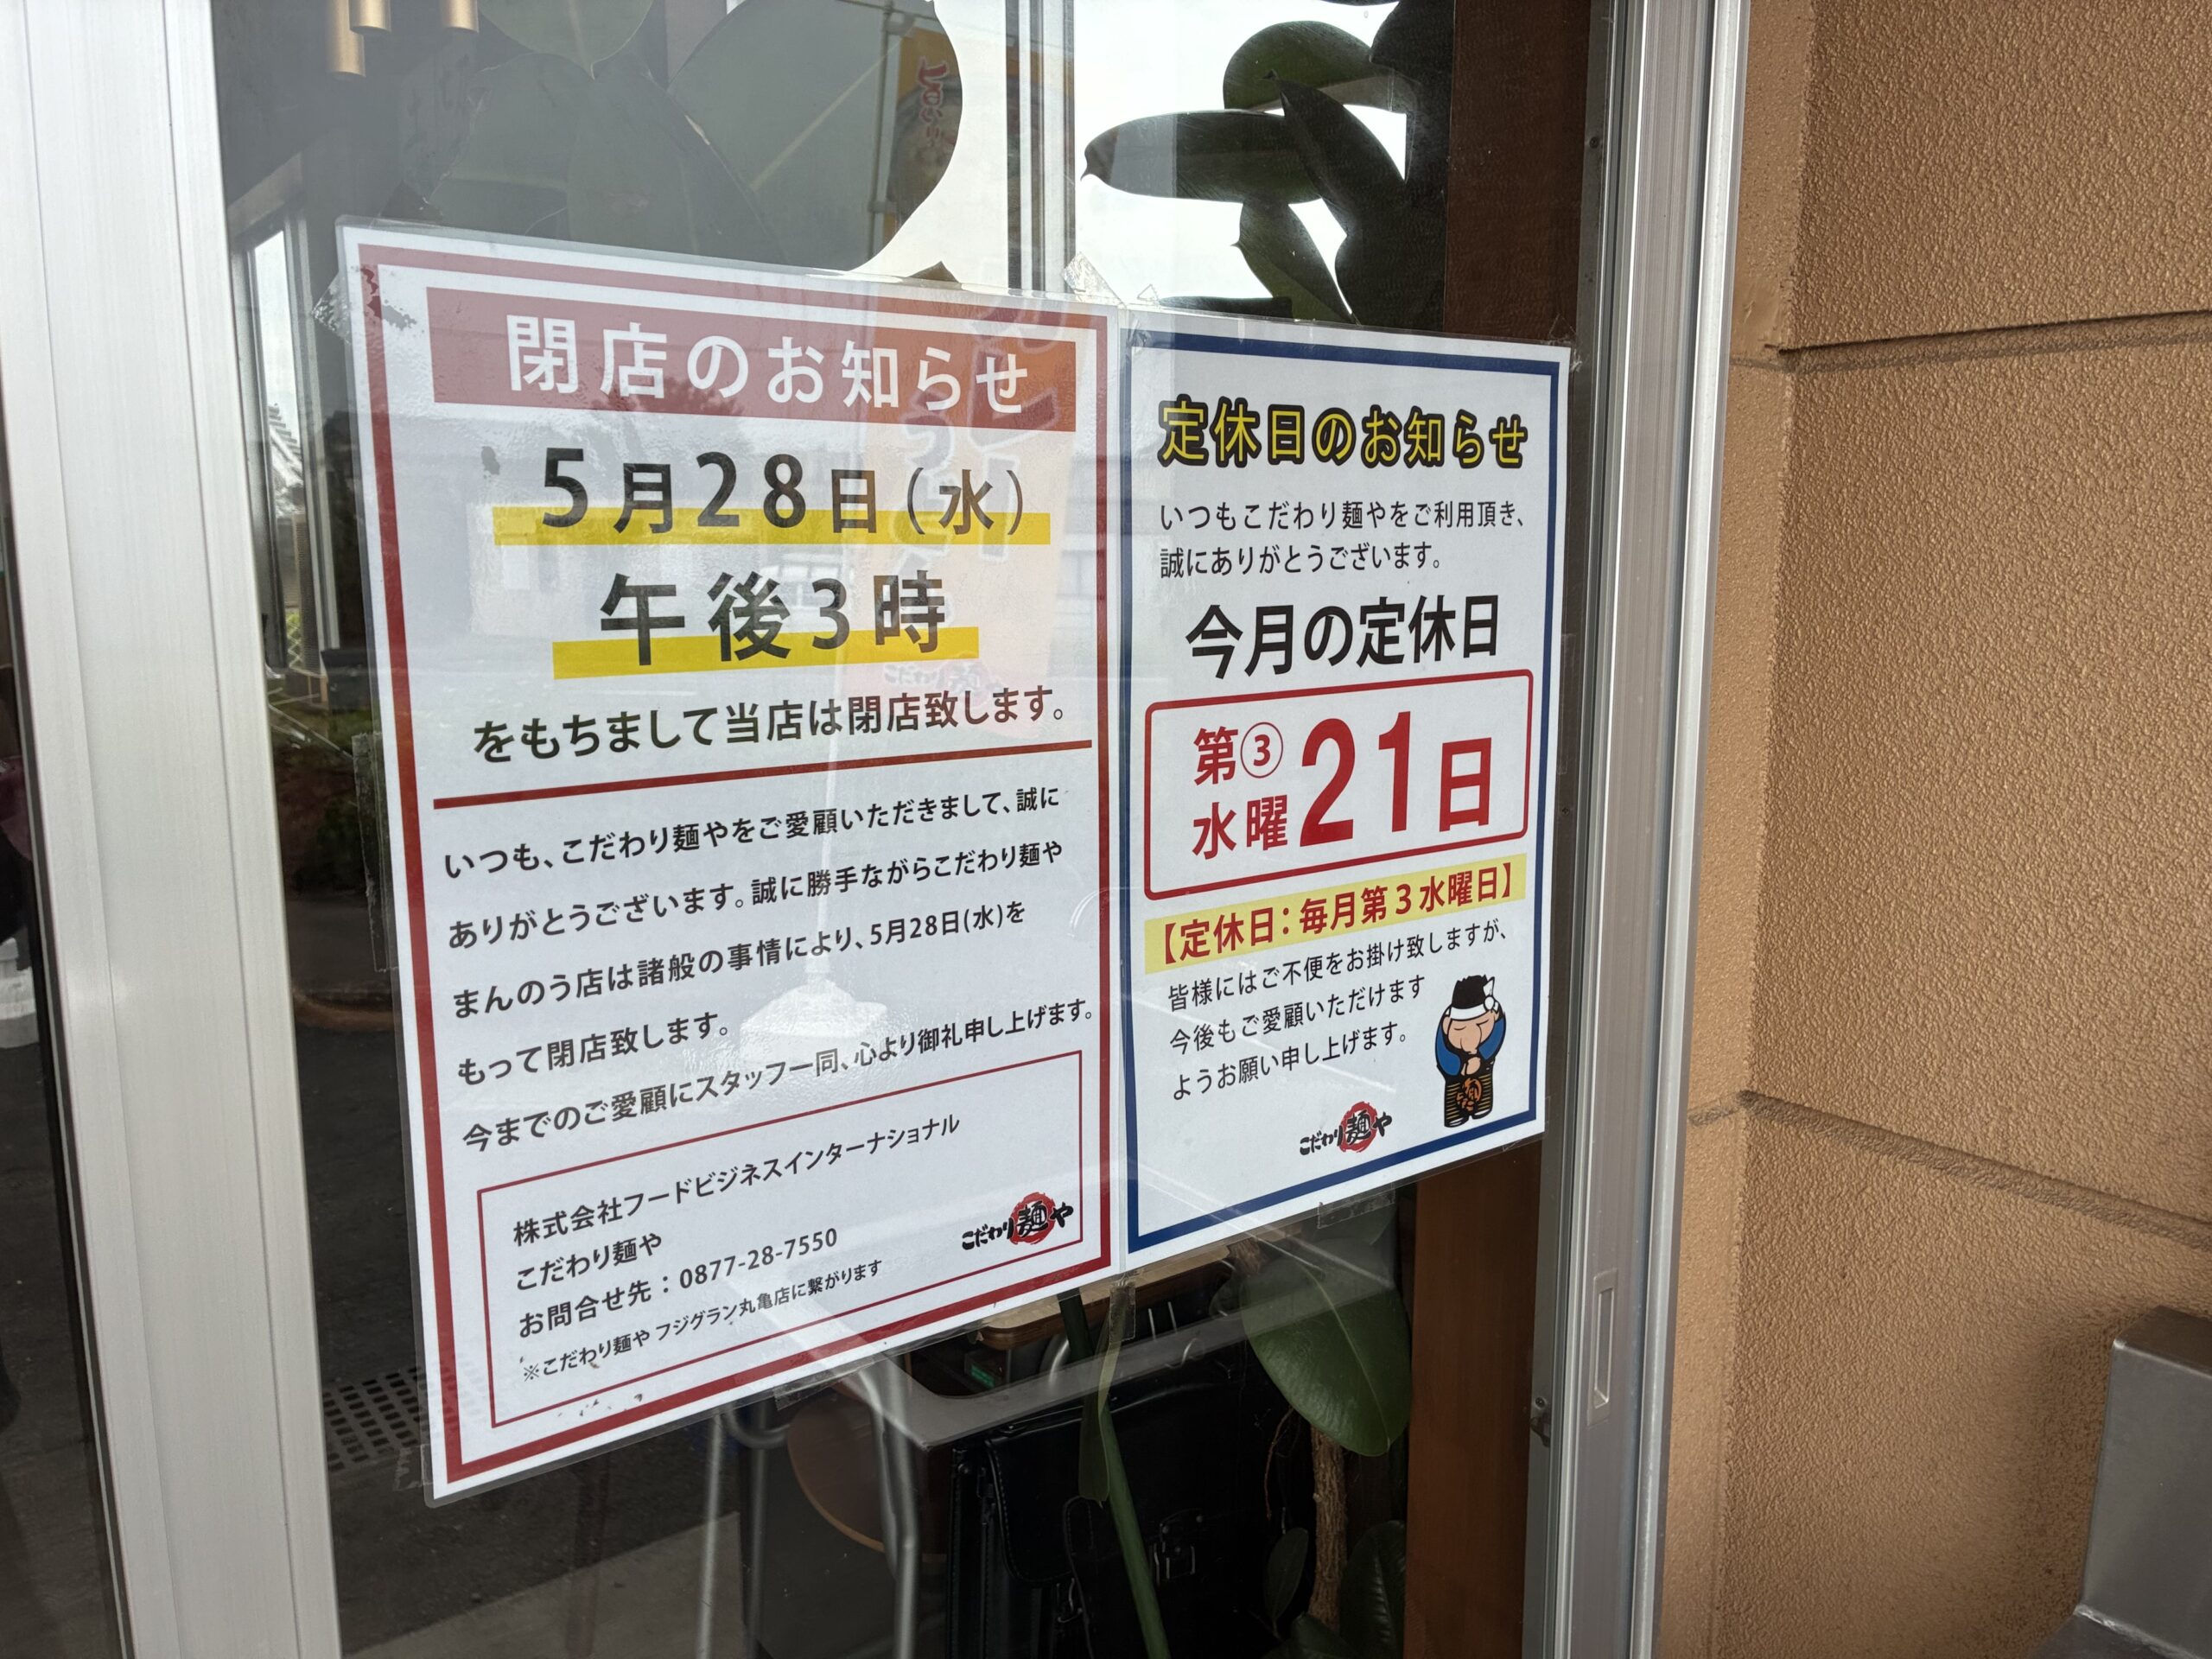 閉店のお知らせ
5月28日(水)
午後3時
をもちまして当店は閉店致します。
いつも、こだわり麺やをご愛顧いただきまして、誠に
ありがとうございます。誠に勝手ながらこだわり麺や
まんのう店は諸般の事情により、5月28日(水)を
もって閉店致します。
今までのご愛顧にスタッフ一同、心より御礼申し上げます。
株式会社フードビジネスインターナショナル
こだわり麺や
お問合せ先：0877-28-7550
※こだわり麺や フジグラン丸亀店に繋がります
こだわり麺や
定休日のお知らせ
いつもこだわり麺やをご利用頂き、
誠にありがとうございます。
今月の定休日
第③
水曜
21日
【定休日：毎月第３水曜日】
皆様にはご不便をお掛け致しますが、
今後もご愛顧いただけます
ようお願い申し上げます。
こだわり麺や